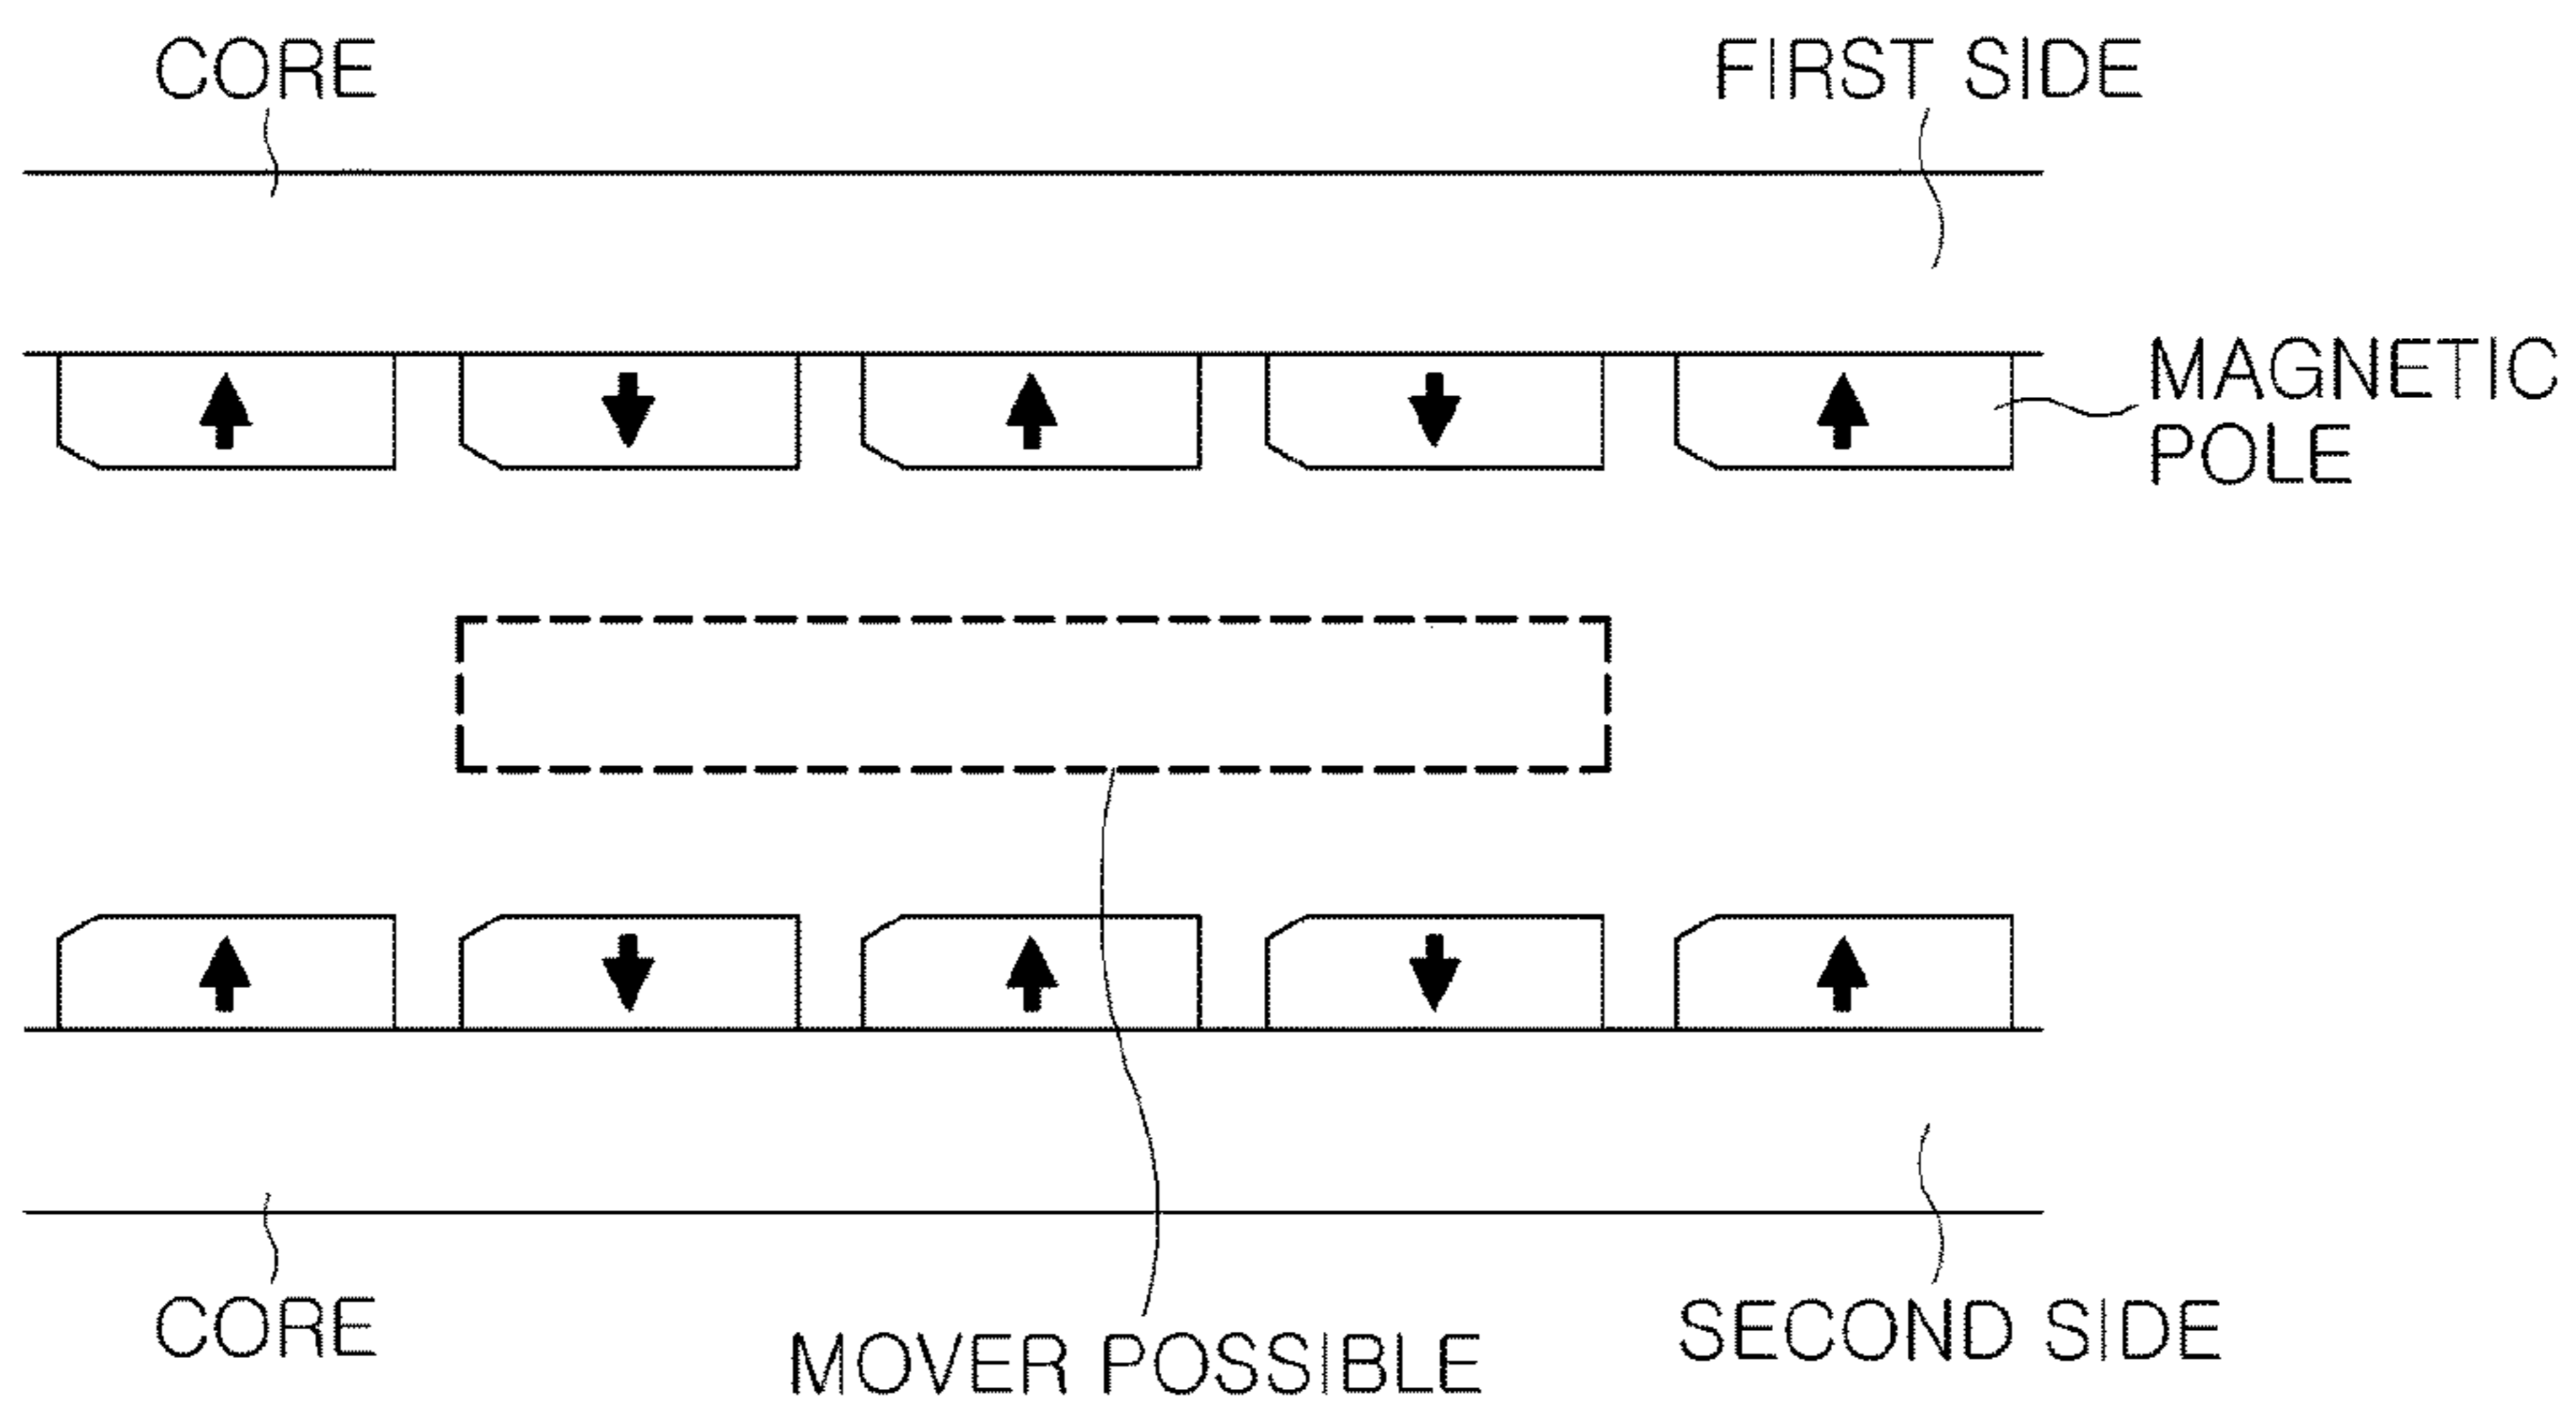 CORE
FIRST SIDE
MAGNETIC
POLE
CORE
MOVER POSSIBLE
SECOND SIDE